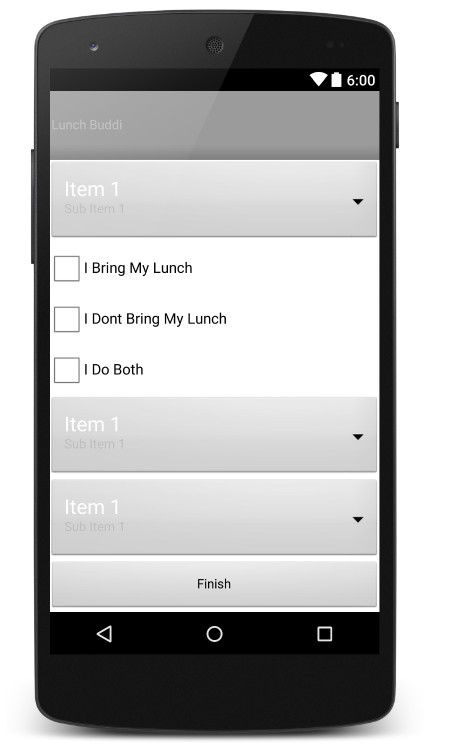 6:00
Lunch Buddi
Item 1
Sub Item 1
I Bring My Lunch
I Dont Bring My Lunch
I Do Both
Item 1
Sub Item 1
Item 1
Sub Item 1
Finish